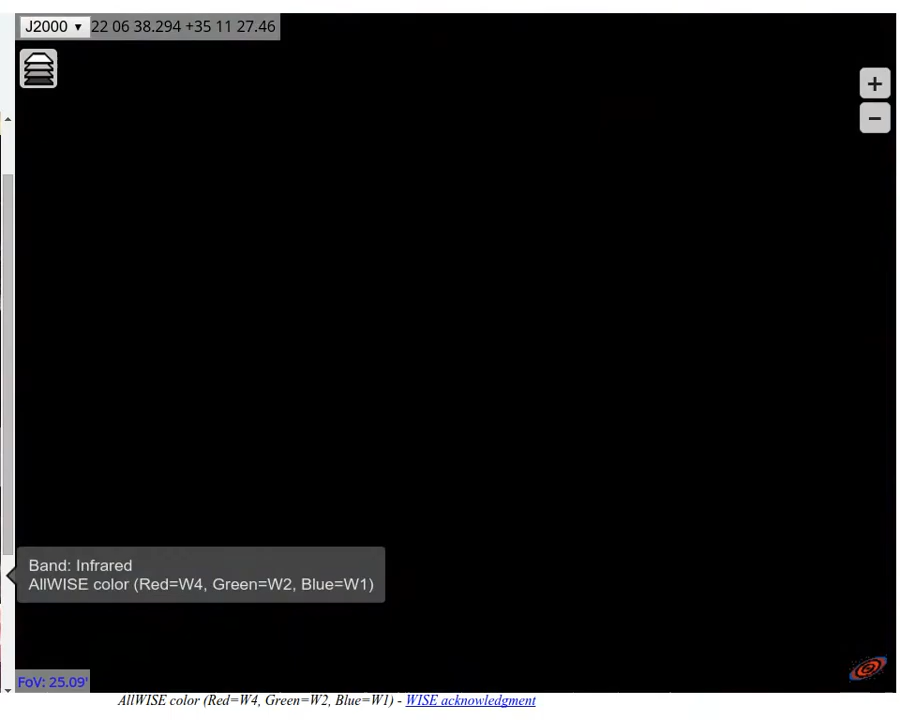 J2000 ▼ 22 06 38.294 +35 11 27.46
+
−
Band: Infrared
AllWISE color (Red=W4, Green=W2, Blue=W1)
FoV: 25.09'
AllWISE color (Red=W4, Green=W2, Blue=W1) - WISE acknowledgment